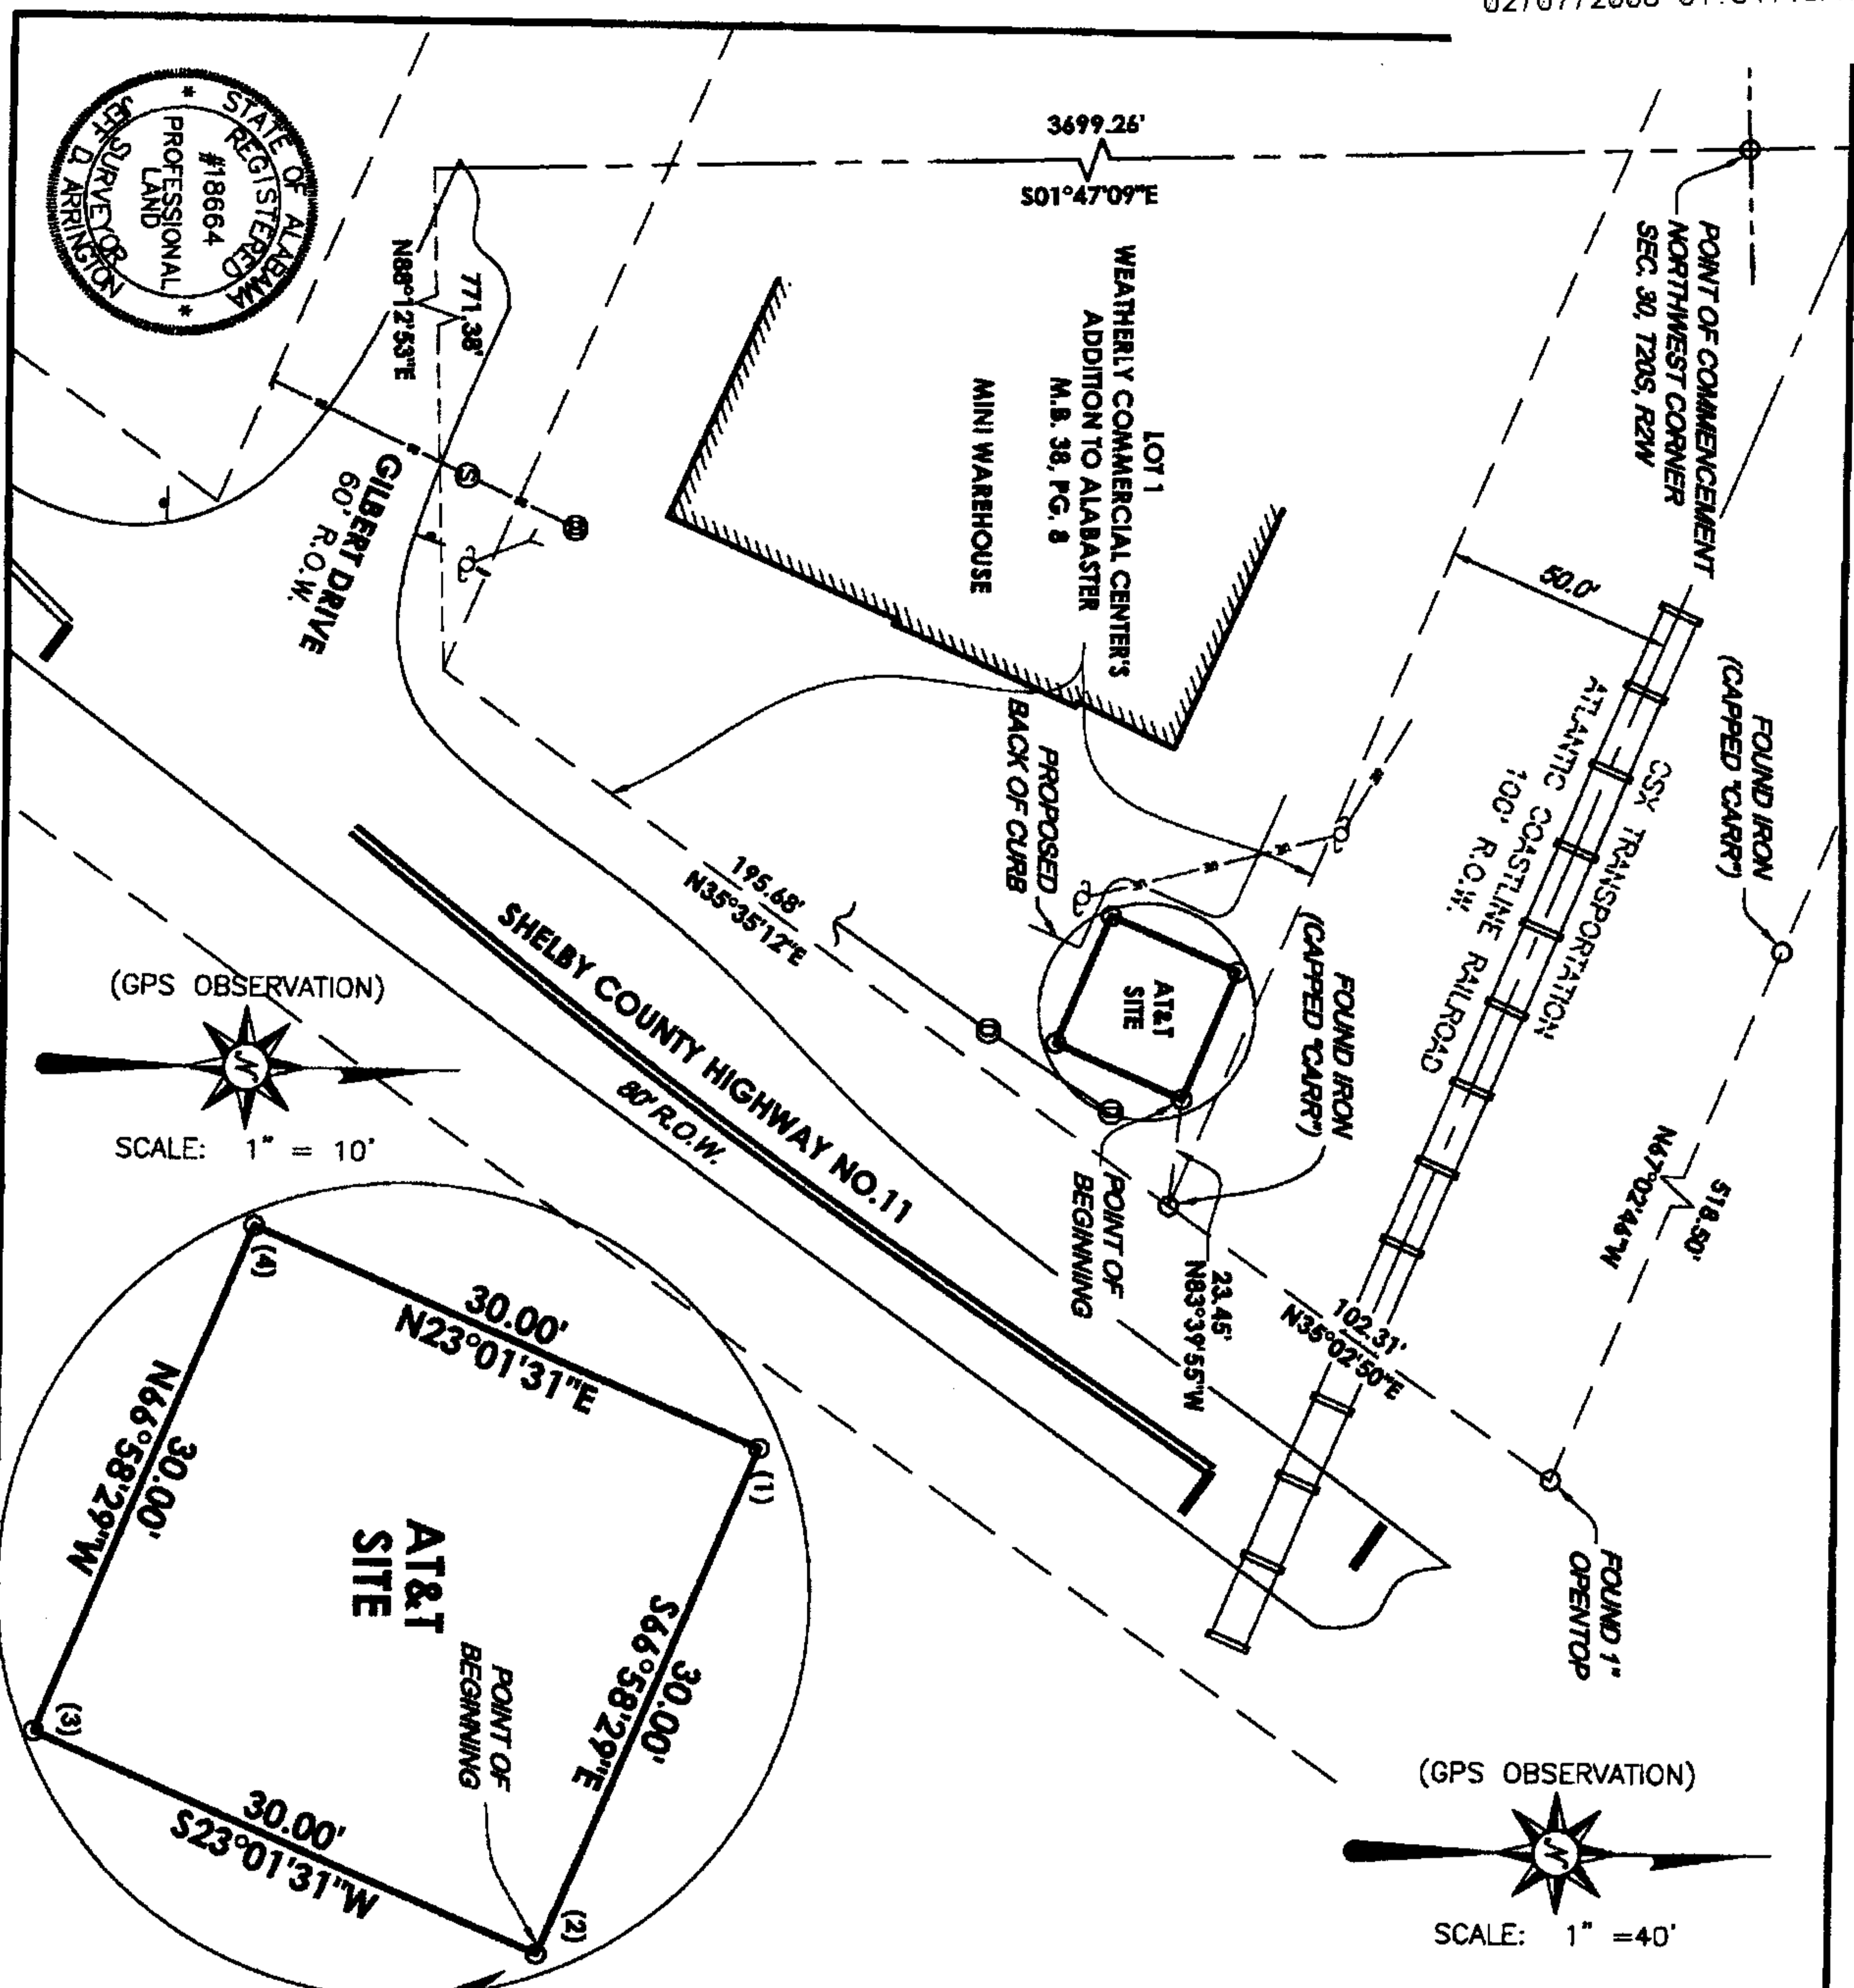 3699.26'
S01°47'09"E
POINT OF COMMENCEMENT
NORTHWEST CORNER
SEC. 30, T20S, R2W
STATE OF ALABAMA
REGISTERED
#18664
PROFESSIONAL
LAND
SURVEYOR
JEFF D. ARRINGTON
771.38'
N88°12'53"E
LOT 1
WEATHERLY COMMERCIAL CENTER'S
ADDITION TO ALABASTER
M.B. 38, PG. 8
MINI WAREHOUSE
50.0'
FOUND IRON
(CAPPED "CARR")
CSX TRANSPORTATION
ATLANTIC COASTLINE RAILROAD
100' R.O.W.
GILBERT DRIVE
60' R.O.W.
PROPOSED
BACK OF CURB
195.68'
N35°35'12"E
AT&T
SITE
FOUND IRON
(CAPPED "CARR")
518.50'
N67°02'46"W
SHELBY COUNTY HIGHWAY NO.11
80' R.O.W.
POINT OF
BEGINNING
23.45'
N83°39'55"W
102.31'
N35°02'50"E
FOUND 1"
OPENTOP
(GPS OBSERVATION)
N
SCALE: 1" = 10'
(4)
30.00'
N23°01'31"E
(1)
30.00'
S66°58'29"E
(2)
30.00'
S23°01'31"W
(3)
30.00'
N66°58'29"W
AT&T
SITE
POINT OF
BEGINNING
(GPS OBSERVATION)
N
SCALE: 1" =40'